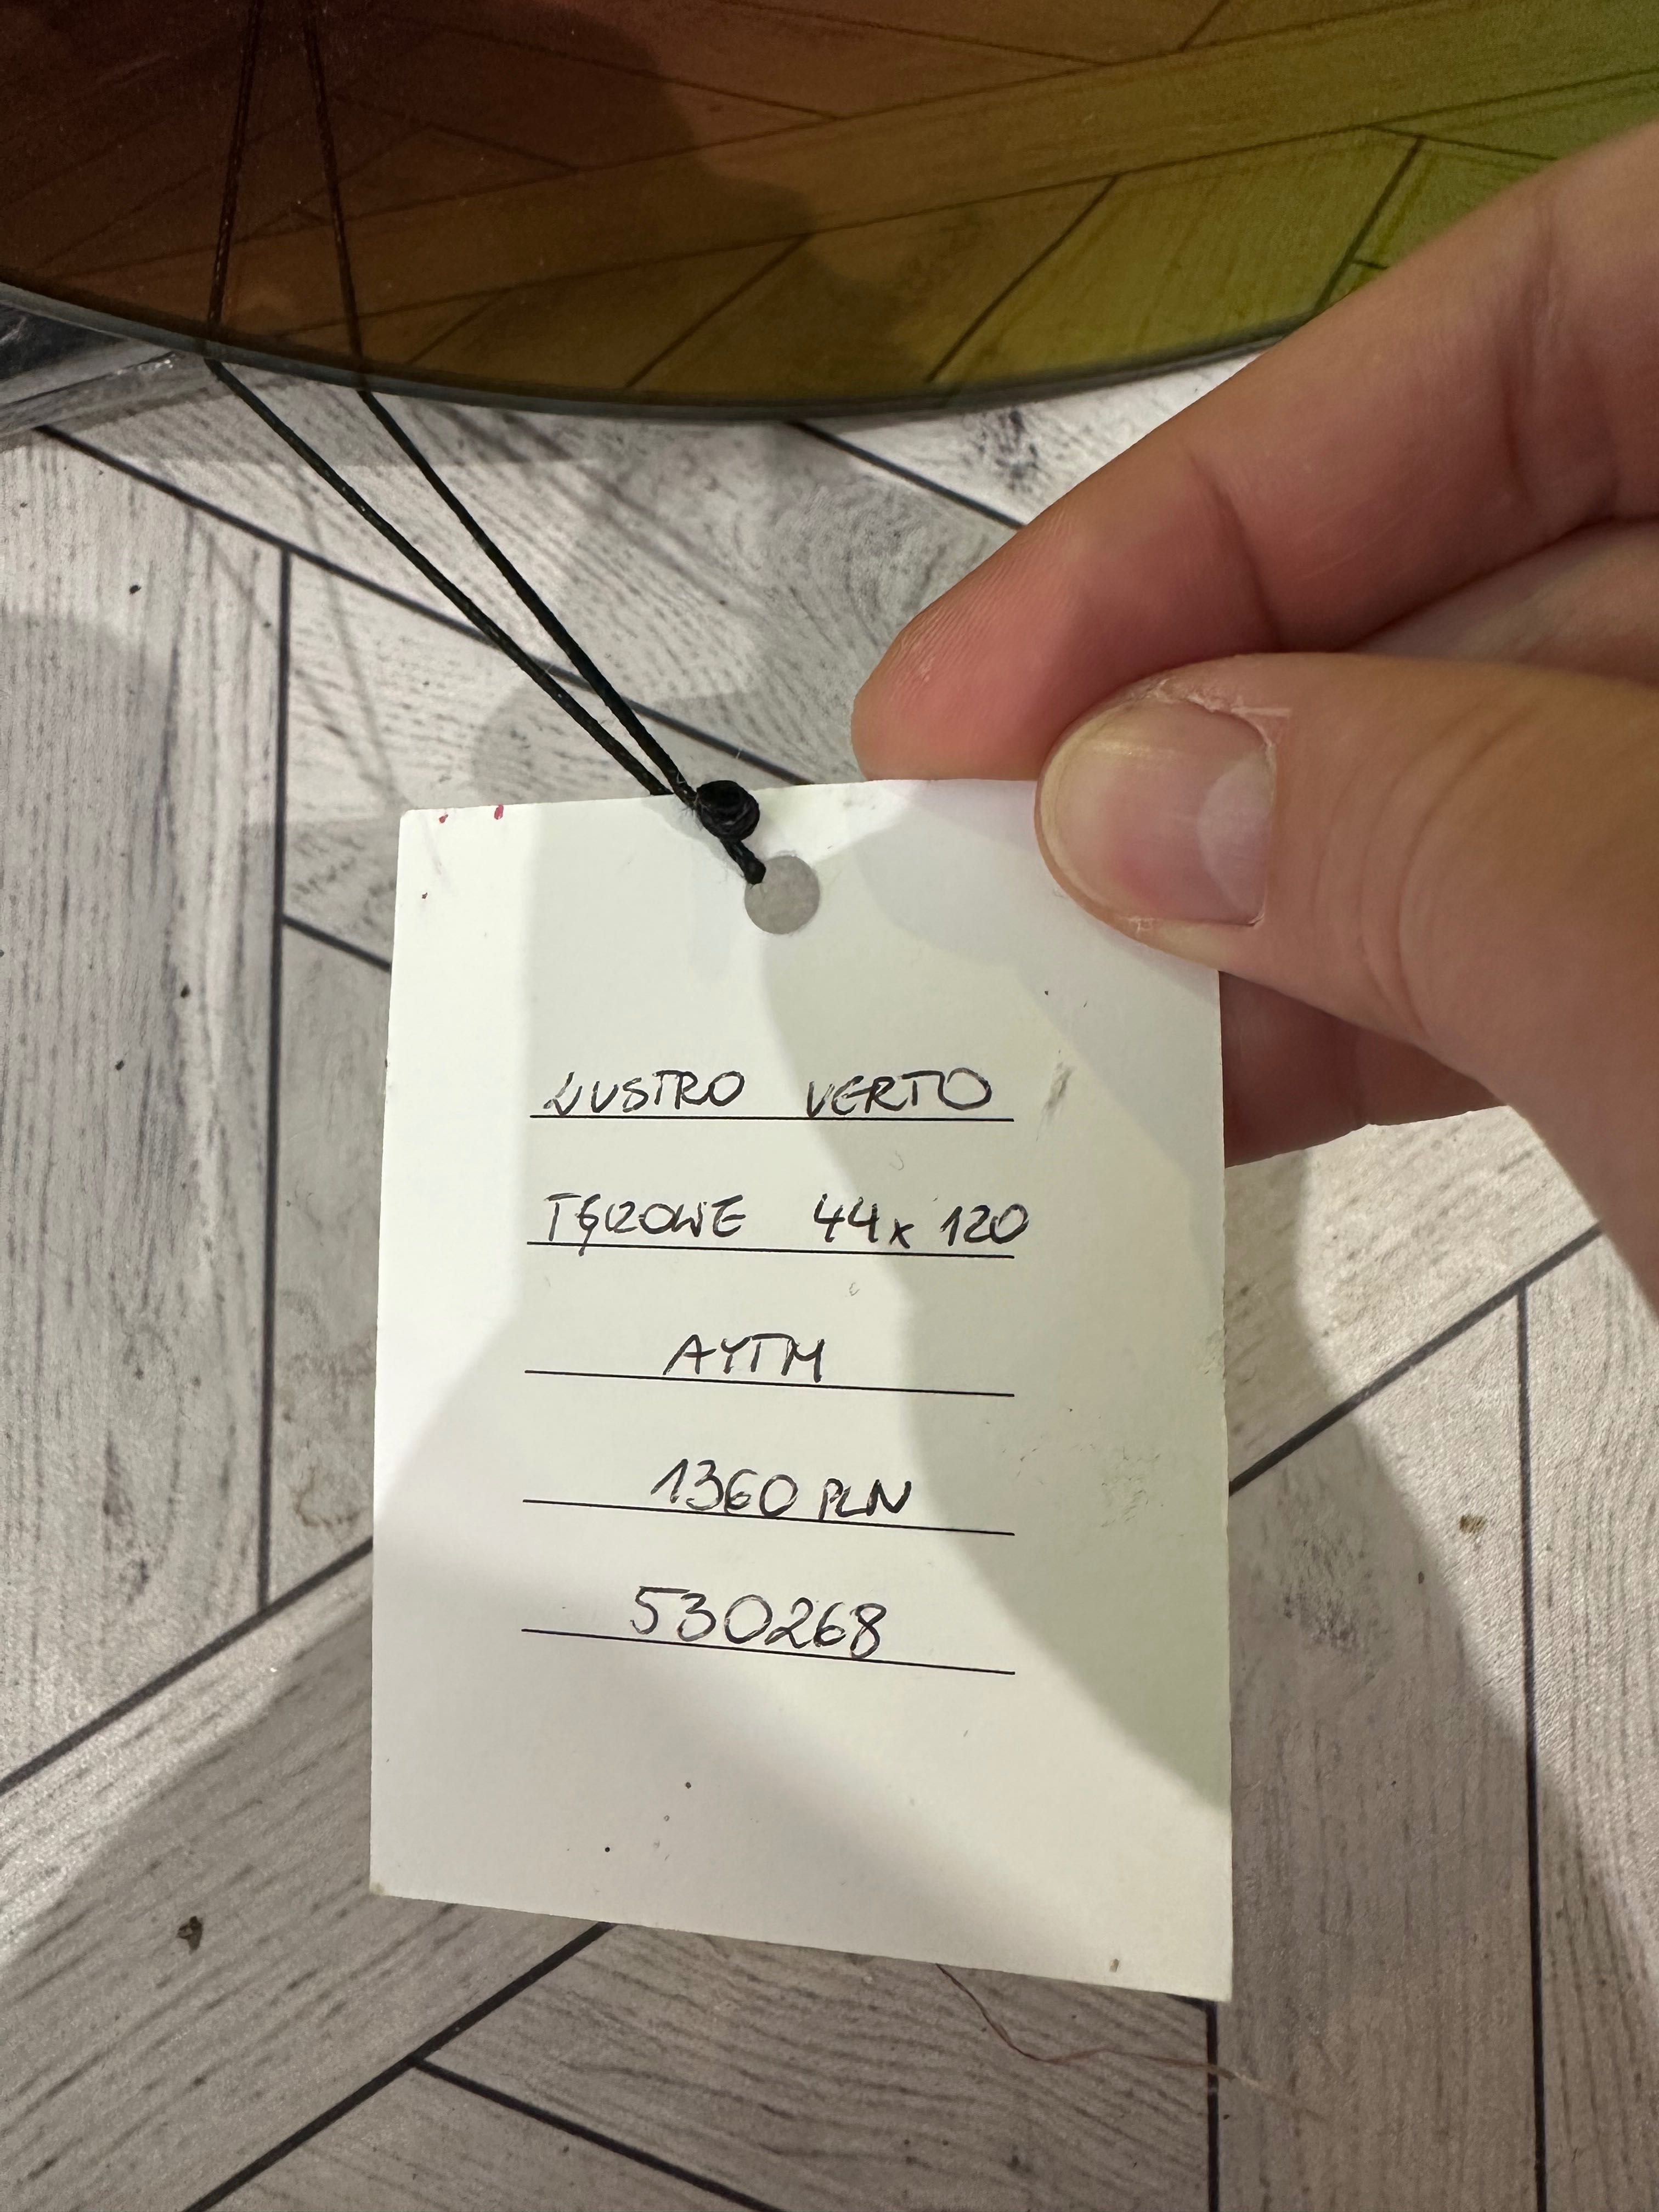 LUSTRO VERTO
TĘCZOWE 44x120
AYTM
1360 PLN
530268